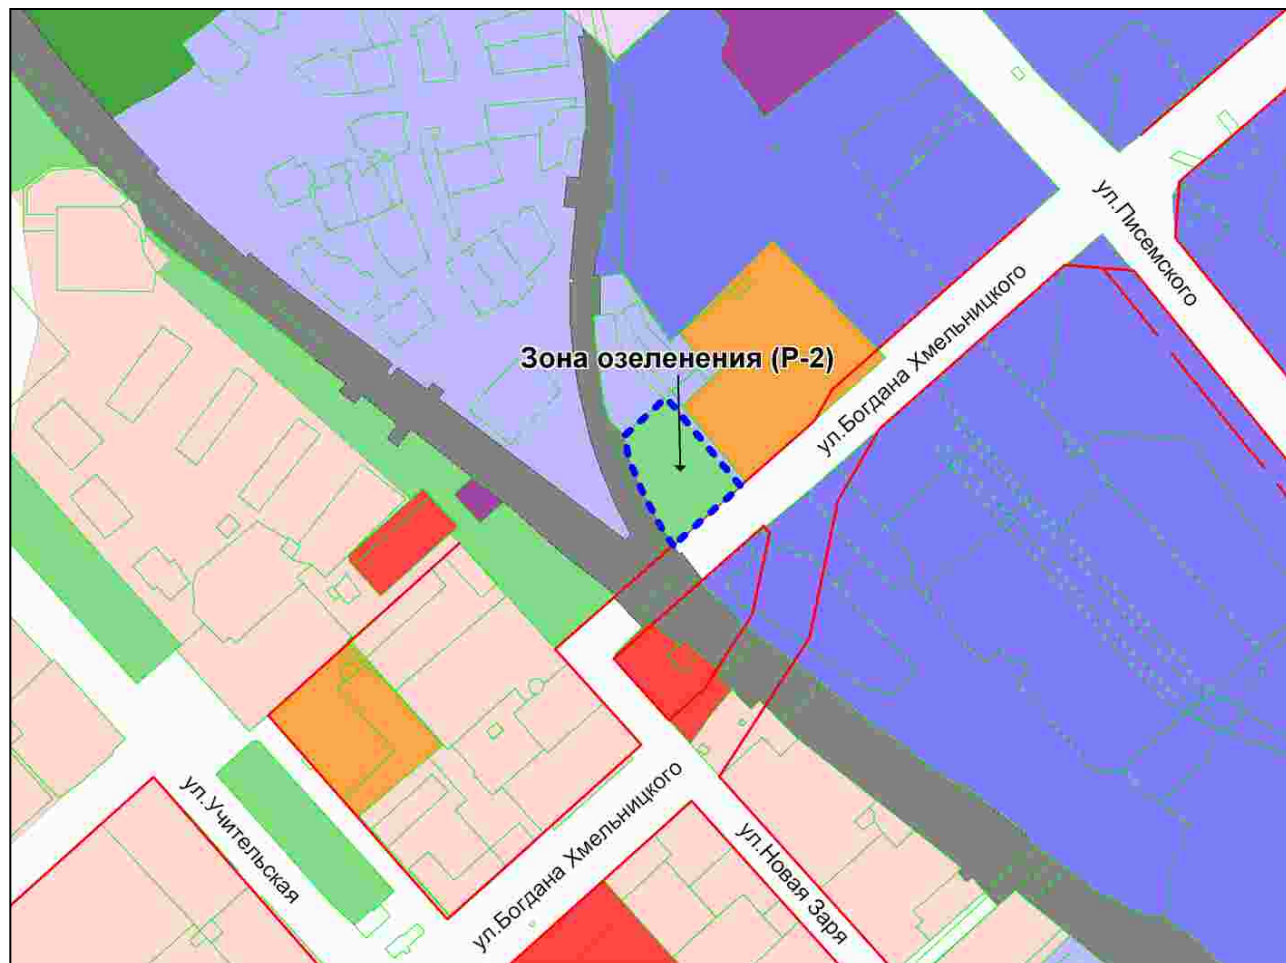 ул.Писемского
ул.Богдана Хмельницкого
Зона озеленения (Р-2)
ул.Учительская
ул.Богдана Хмельницкого
ул.Новая Заря